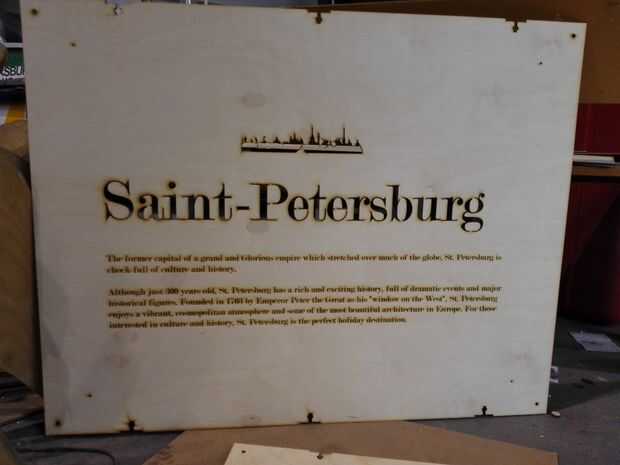 Saint-Petersburg
The former capital of a grand and Glorious empire which stretched over much of the globe, St. Petersburg is
chock-full of culture and history.
Although just 300 years old, St. Petersburg has a rich and exciting history, full of dramatic events and major
historical figures. Founded in 1703 by Emperor Peter the Great as his "window on the West", St. Petersburg
enjoys a vibrant, cosmopolitan atmosphere and some of the most beautiful architecture in Europe. For those
interested in culture and history, St. Petersburg is the perfect holiday destination.